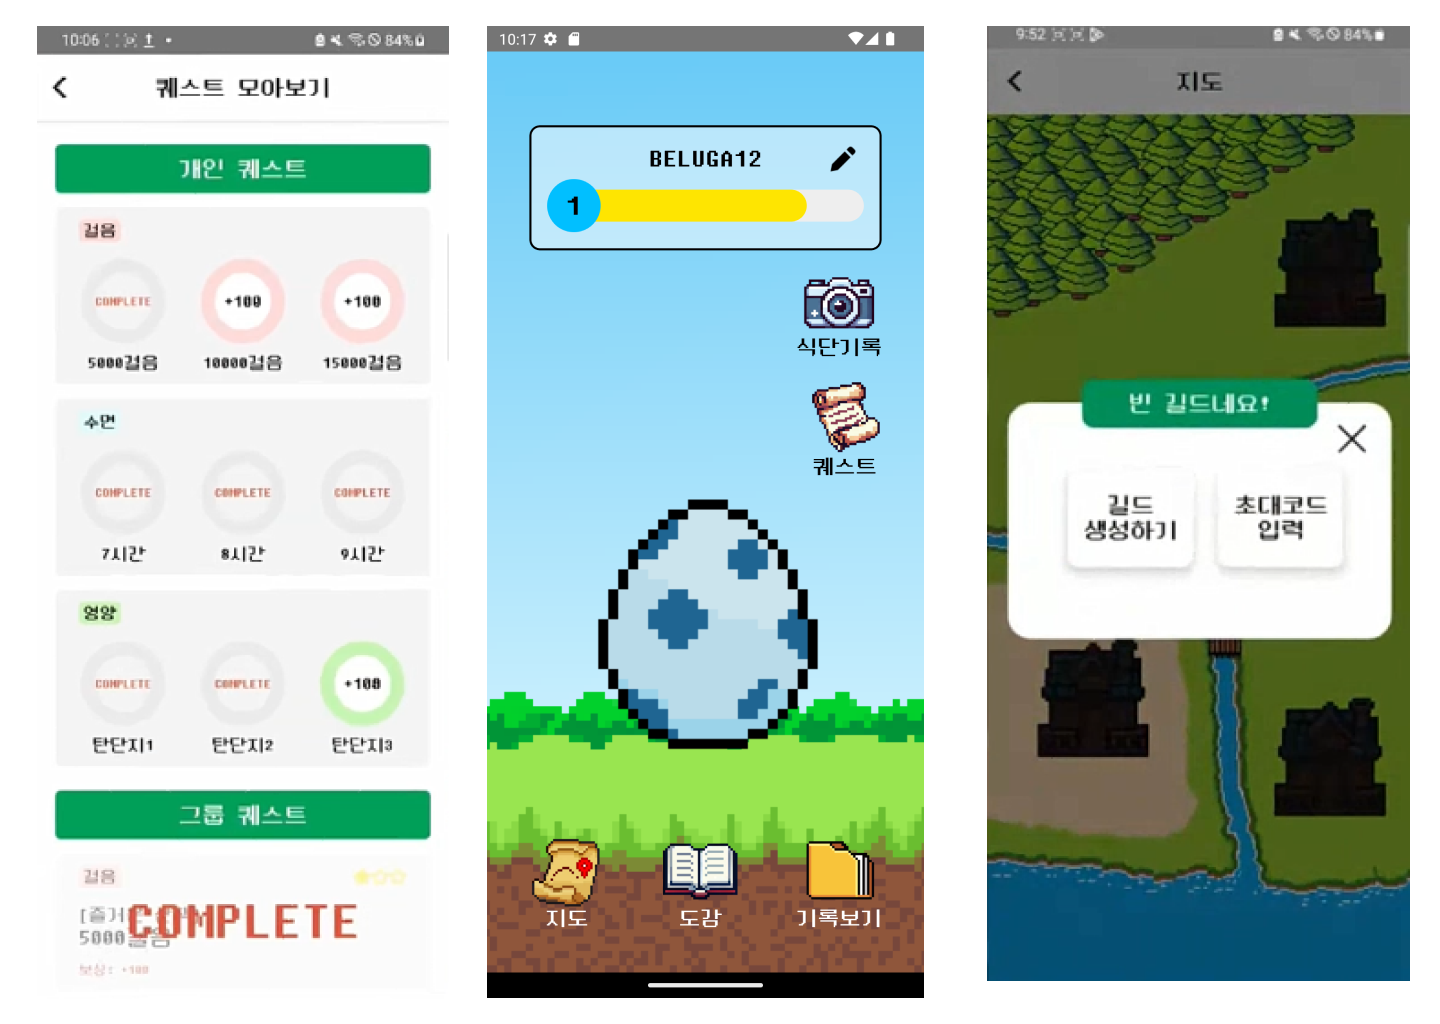 10:06
84%
퀘스트 모아보기
개인 퀘스트
걸음
COMPLETE
+100
+100
5000걸음
10000걸음
15000걸음
수면
COMPLETE
COMPLETE
COMPLETE
7시간
8시간
9시간
영양
COMPLETE
COMPLETE
+100
탄단지1
탄단지2
탄단지3
그룹 퀘스트
걸음
COMPLETE
5000걸음
보상: +100
10:17
BELUGA12
1
식단기록
퀘스트
지도
도감
기록보기
9:52
84%
지도
빈 길드네요!
길드
생성하기
초대코드
입력